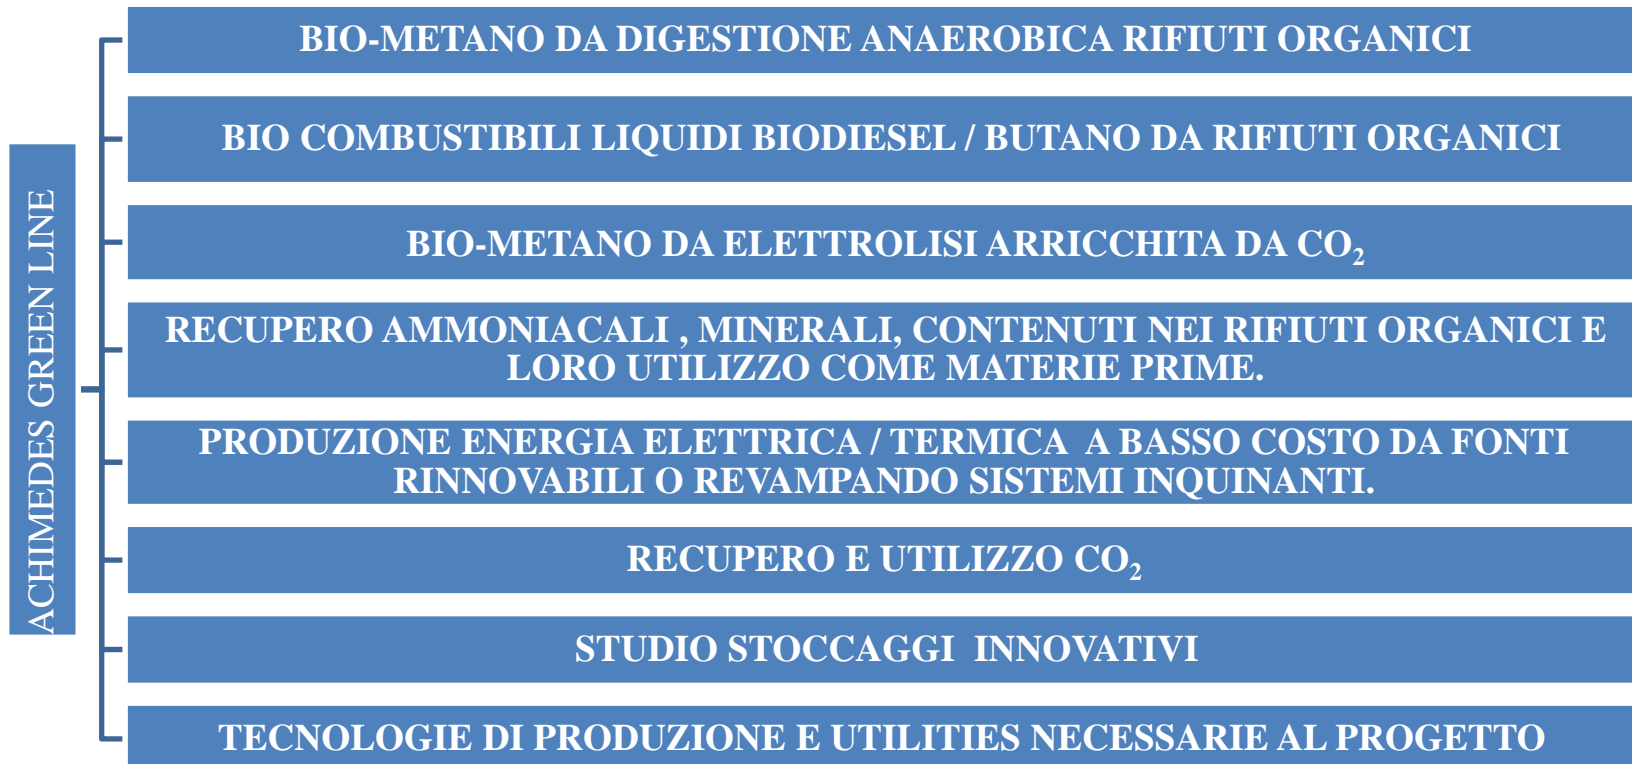 ACHIMEDES GREEN LINE
BIO-METANO DA DIGESTIONE ANAEROBICA RIFIUTI ORGANICI
BIO COMBUSTIBILI LIQUIDI BIODIESEL / BUTANO DA RIFIUTI ORGANICI
BIO-METANO DA ELETTROLISI ARRICCHITA DA CO₂
RECUPERO AMMONIACALI , MINERALI, CONTENUTI NEI RIFIUTI ORGANICI E
LORO UTILIZZO COME MATERIE PRIME.
PRODUZIONE ENERGIA ELETTRICA / TERMICA A BASSO COSTO DA FONTI
RINNOVABILI O REVAMPANDO SISTEMI INQUINANTI.
RECUPERO E UTILIZZO CO₂
STUDIO STOCCAGGI INNOVATIVI
TECNOLOGIE DI PRODUZIONE E UTILITIES NECESSARIE AL PROGETTO